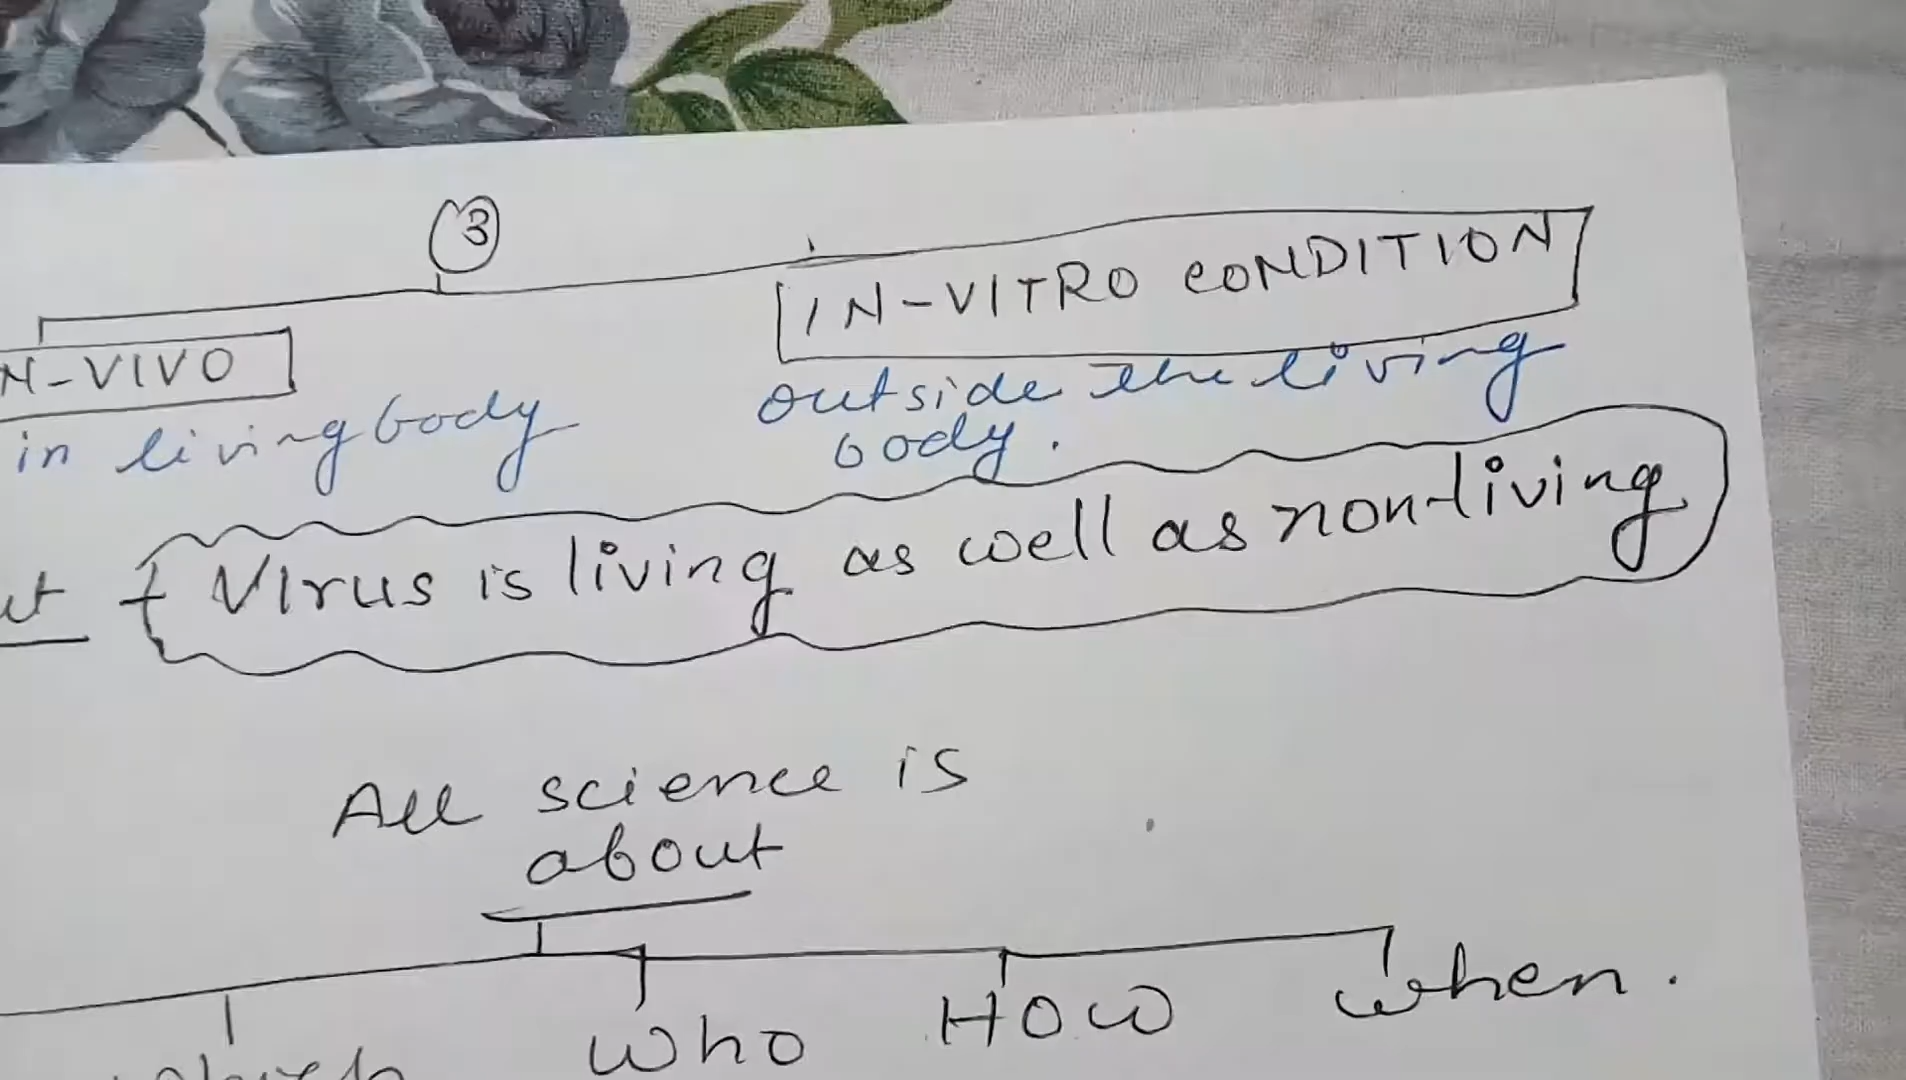 3
N-VIVO
IN-VITRO CONDITION
in living body
outside the living
body.
Virus is living as well as non-living
All science is
about
who How when.